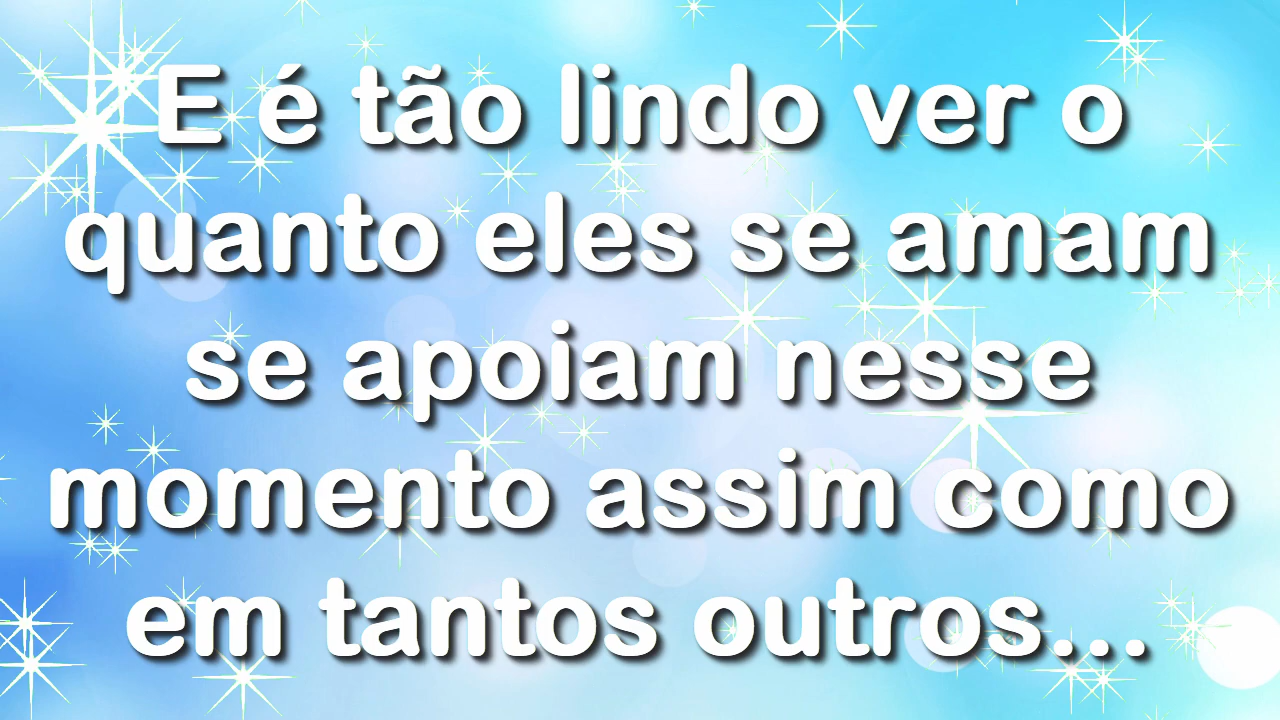 E é tão lindo ver o
quanto eles se amam
se apoiam nesse
momento assim como
em tantos outros...